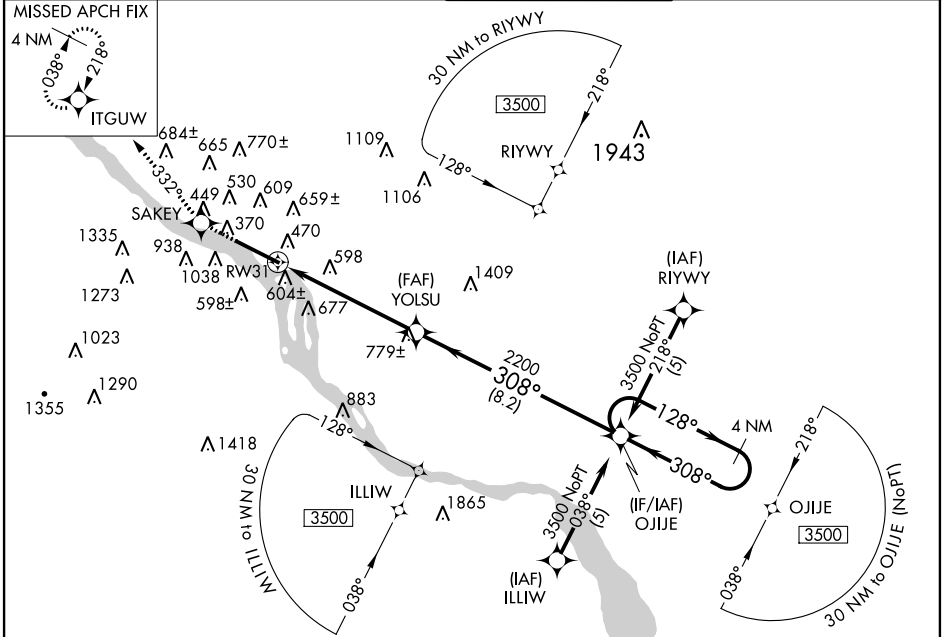 MISSED APCH FIX
4 NM
038°
218°
ITGUW
30 NM to RIYWY
3500
218°
RIYWY
128°
1943
684±
665
770±
1109
1106
332°
449
530
609
659±
SAKEY
370
470
1335
938
1038
RW31
598
1273
598±
604±
677
(FAF)
YOLSU
1409
(IAF)
RIYWY
779±
1023
2200
308°
(8.2)
3500 NoPT
218°
(5)
1290
1355
883
128°
4 NM
128°
308°
218°
1418
ILLIW
3500
30 NM to ILLIW
1865
3500 NoPT
038°
(5)
(IF/IAF)
OJIJE
OJIJE
3500
038°
(IAF)
ILLIW
038°
30 NM to OJIJE (NoPT)